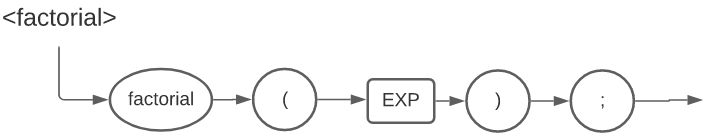 <factorial>
factorial ( EXP ) ;